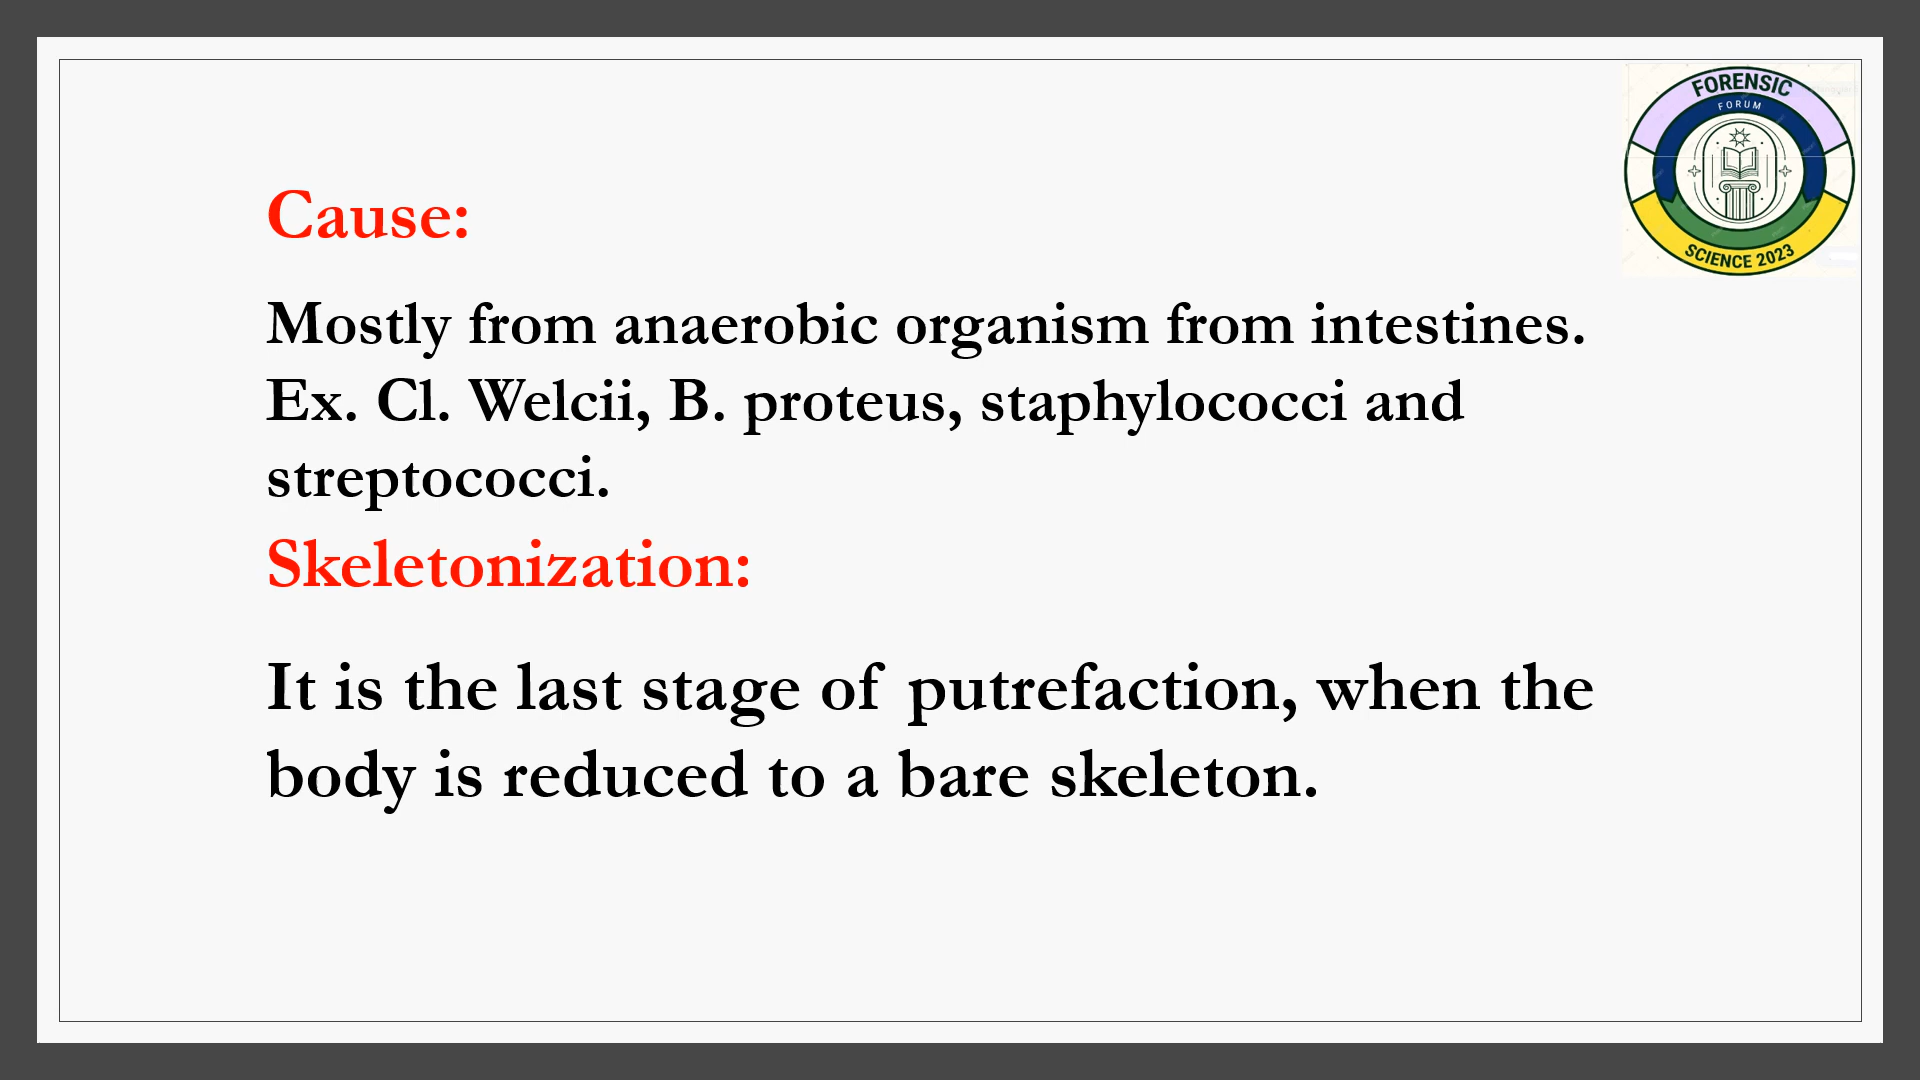 FORENSIC
FORUM
SCIENCE 2023
Cause:
Mostly from anaerobic organism from intestines.
Ex. Cl. Welcii, B. proteus, staphylococci and
streptococci.
Skeletonization:
It is the last stage of putrefaction, when the
body is reduced to a bare skeleton.